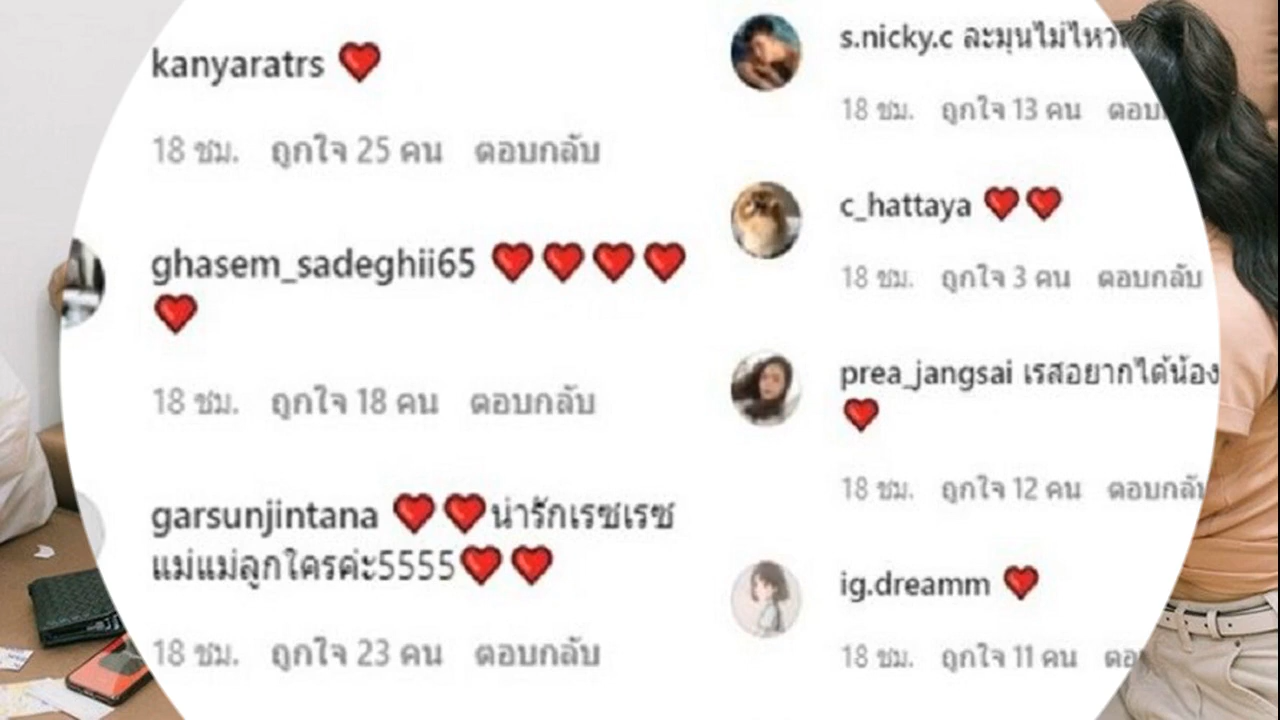 kanyaratrs ❤️
18 ชม. ถูกใจ 25 คน ตอบกลับ
ghasem_sadeghii65 ❤️❤️❤️❤️
❤️
18 ชม. ถูกใจ 18 คน ตอบกลับ
garsunjintana ❤️❤️น่ารักเรซเรซ
แม่แม่ลูกใครค่ะ5555❤️❤️
18 ชม. ถูกใจ 23 คน ตอบกลับ
s.nicky.c ละมุนไม่ไหว
18 ชม. ถูกใจ 13 คน
c_hattaya ❤️❤️
18 ชม. ถูกใจ 3 คน ตอบกลับ
prea_jangsai เรสอยากได้น้อง
❤️
18 ชม. ถูกใจ 12 คน ตอบกลับ
ig.dreamm ❤️
18 ชม. ถูกใจ 11 คน